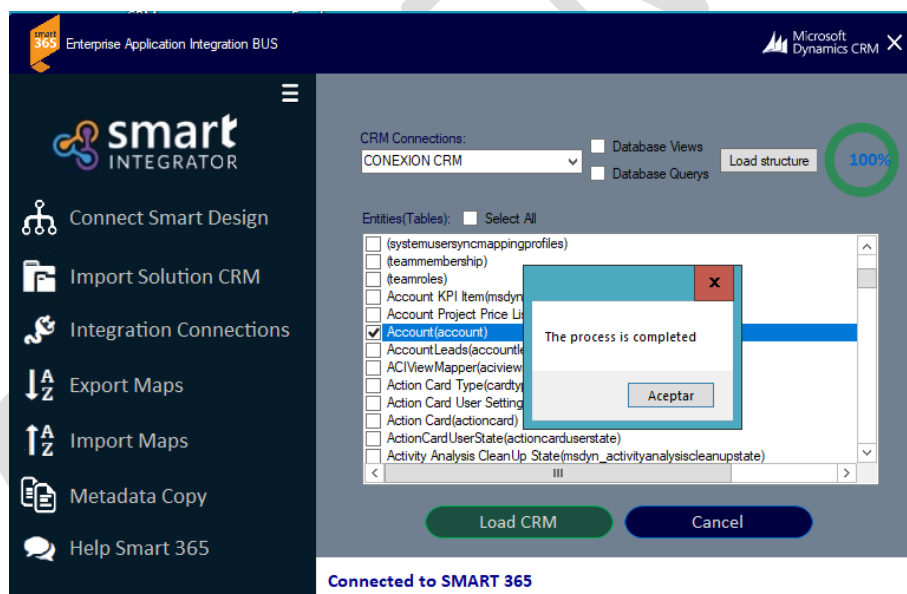 smart
365
Enterprise Application Integration BUS
Microsoft
Dynamics CRM
smart
INTEGRATOR
Connect Smart Design
Import Solution CRM
Integration Connections
Export Maps
Import Maps
Metadata Copy
Help Smart 365
CRM Connections:
CONEXION CRM
Database Views
Database Querys
Load structure
100%
Entities(Tables):
Select All
(systemusersyncmappingprofiles)
(teammembership)
(teamroles)
Account KPI Item(msdyn
Account Project Price
Account(account)
AccountLeads(accountle
ACIViewMapper(aciview
Action Card Type(cardty
Action Card User Setting
Action Card(actioncard)
ActionCardUserState(actioncarduserstate)
Activity Analysis CleanUp State(msdyn_activityanalysiscleanupstate)
x
The process is completed
Aceptar
Load CRM
Cancel
Connected to SMART 365